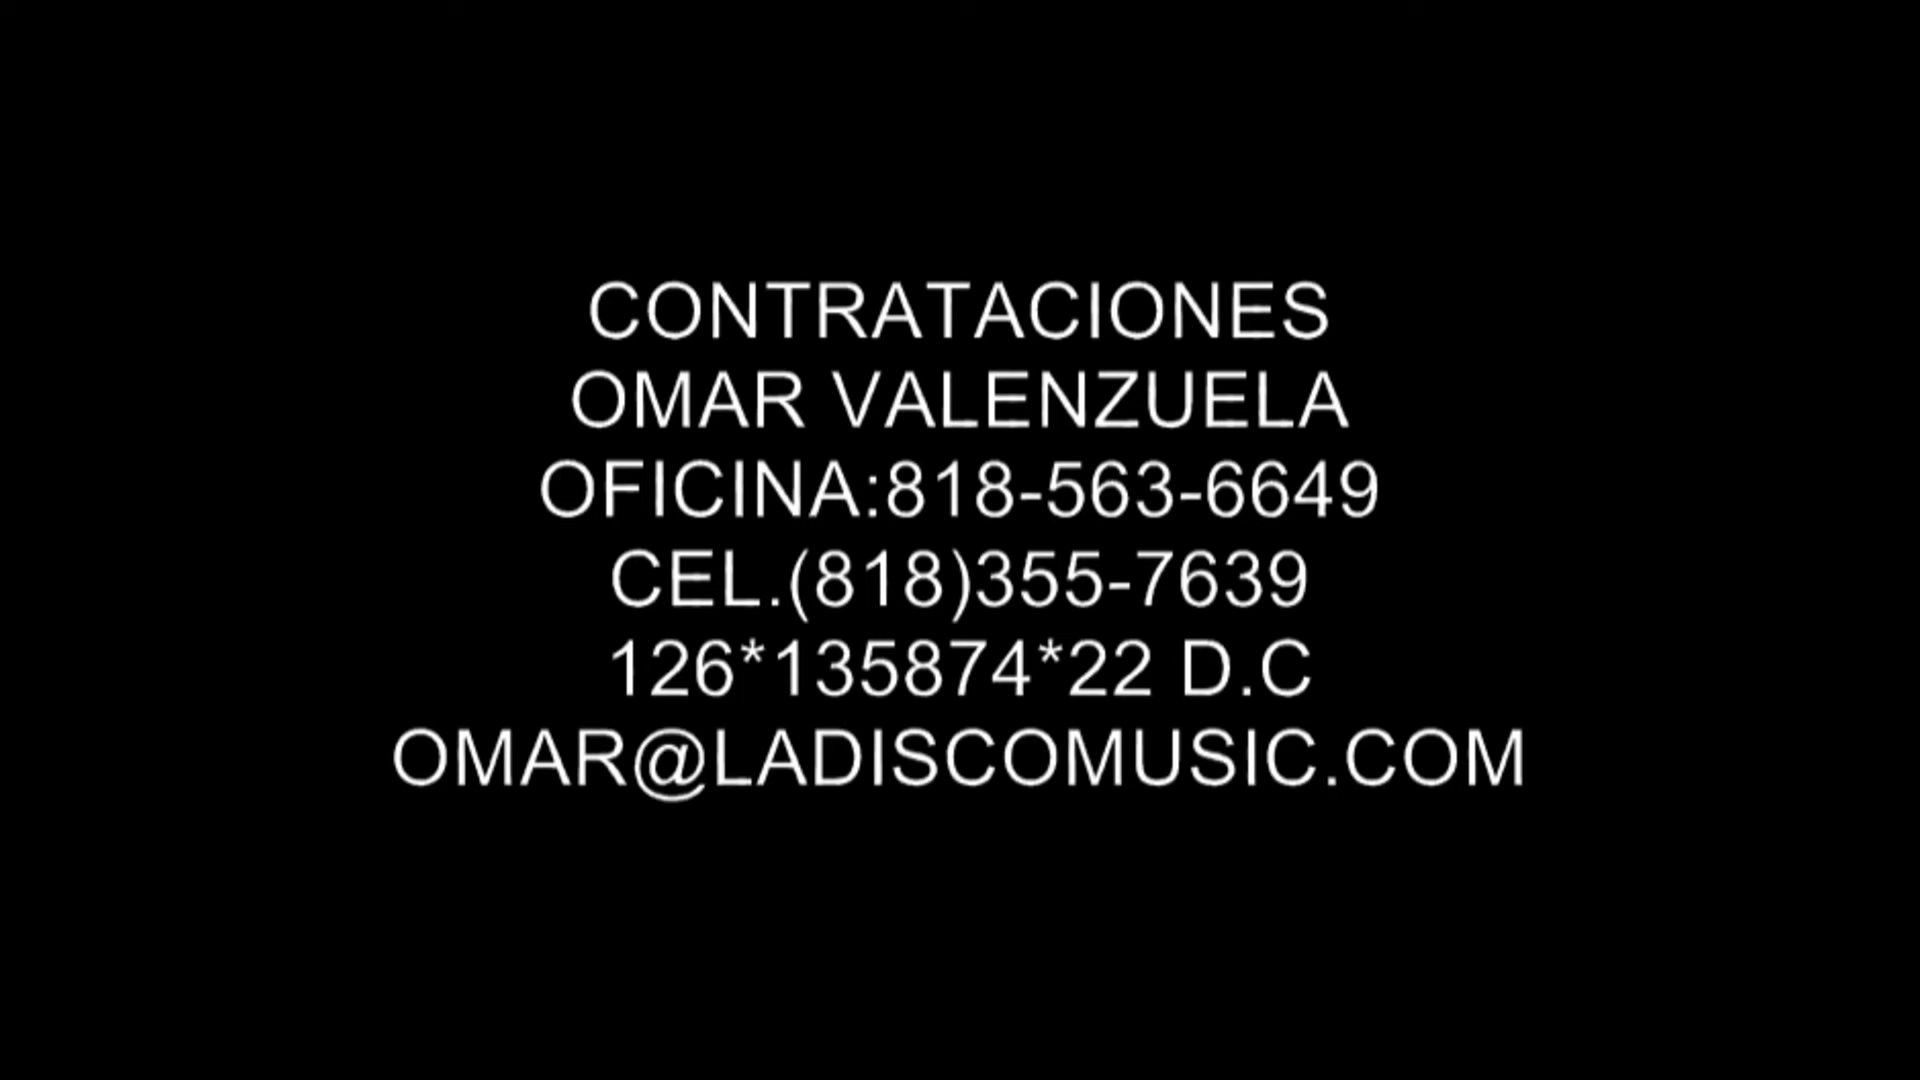 CONTRATACIONES
OMAR VALENZUELA
OFICINA:818-563-6649
CEL.(818)355-7639
126*135874*22 D.C
OMAR@LADISCOMUSIC.COM